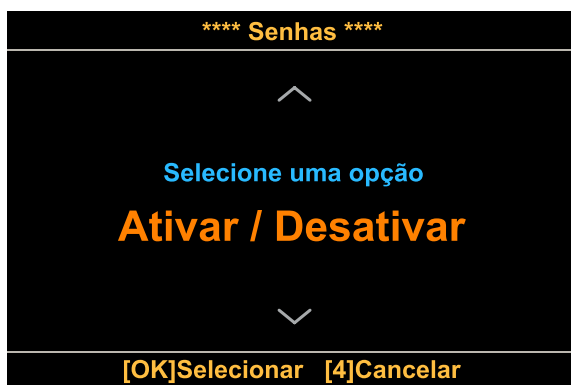 **** Senhas ****
Selecione uma opção
Ativar / Desativar
[OK]Selecionar [4]Cancelar